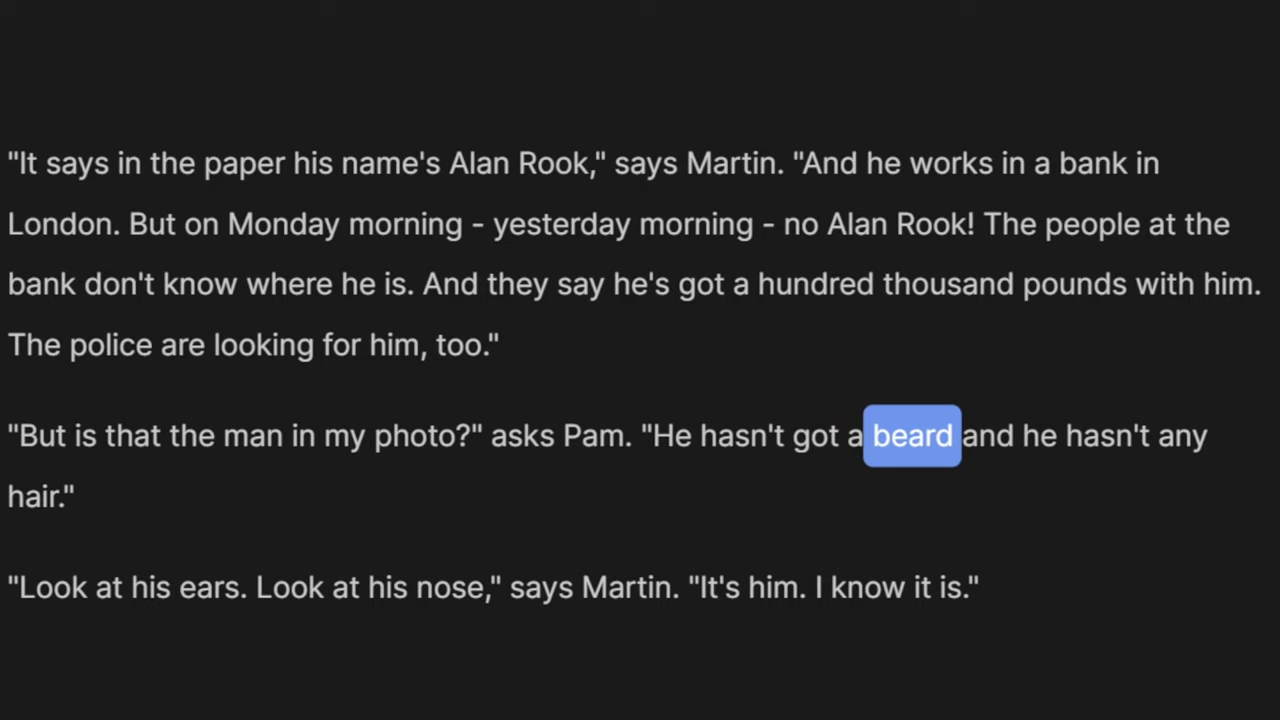 "It says in the paper his name's Alan Rook," says Martin. "And he works in a bank in
London. But on Monday morning - yesterday morning - no Alan Rook! The people at the
bank don't know where he is. And they say he's got a hundred thousand pounds with him.
The police are looking for him, too."
"But is that the man in my photo?" asks Pam. "He hasn't got a beard and he hasn't any
hair."
"Look at his ears. Look at his nose," says Martin. "It's him. I know it is."